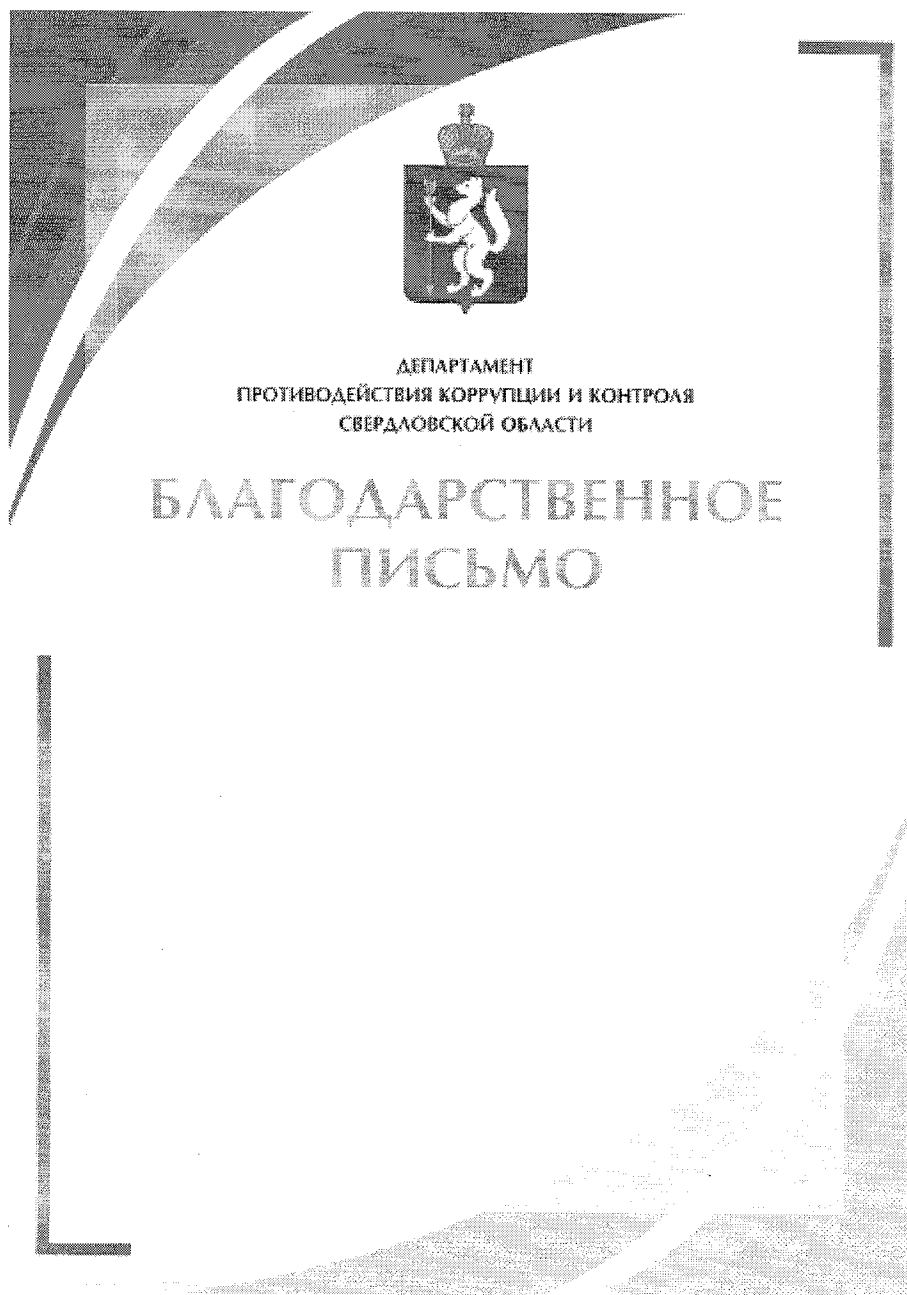 ДЕПАРТАМЕНТ
ПРОТИВОДЕЙСТВИЯ КОРРУПЦИИ И КОНТРОЛЯ
СВЕРДЛОВСКОЙ ОБЛАСТИ
БЛАГОДАРСТВЕННОЕ
ПИСЬМО